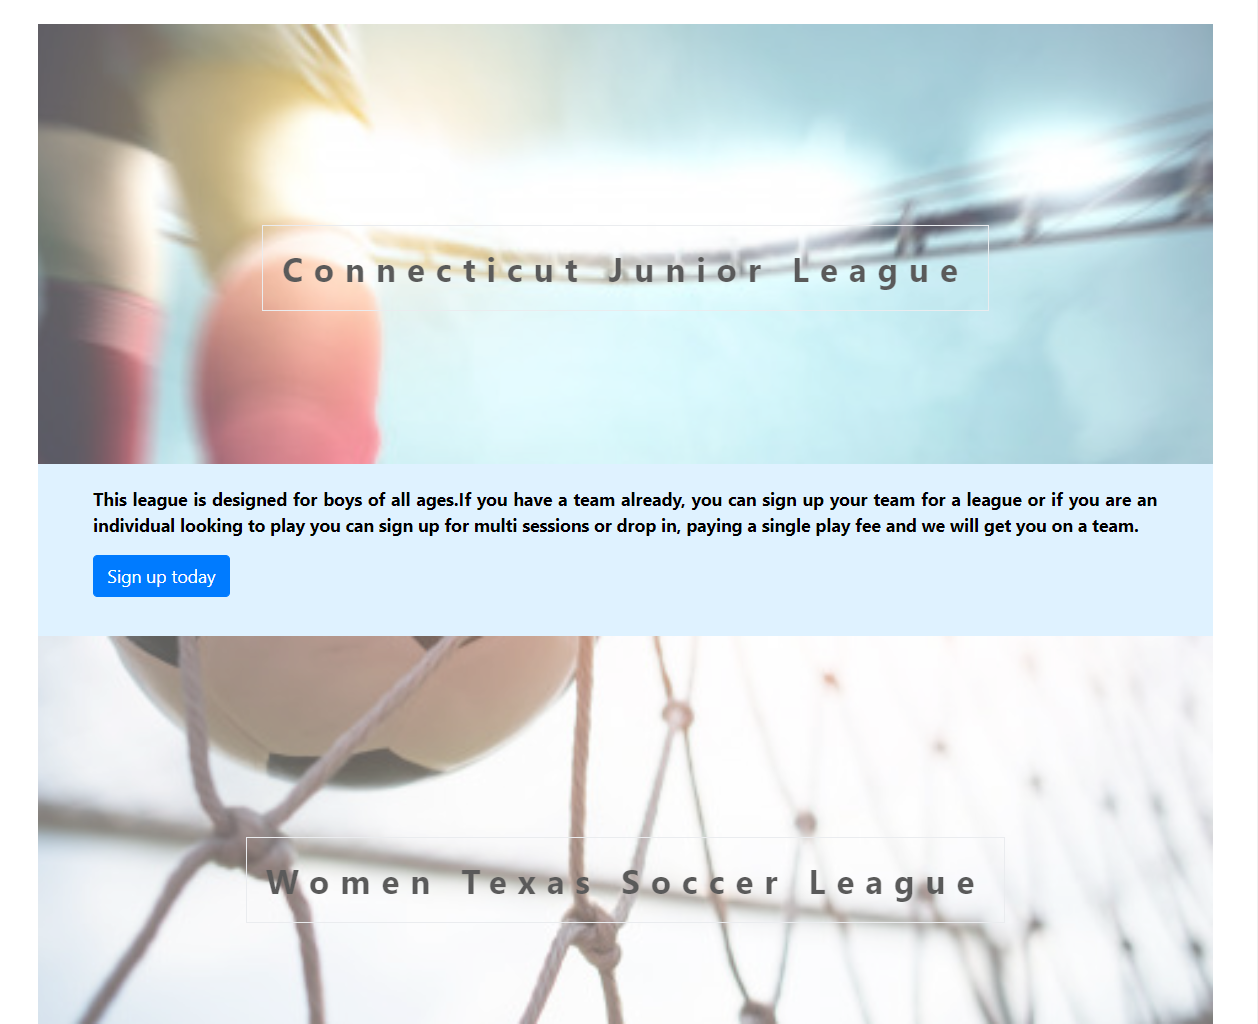 Connecticut Junior League
This league is designed for boys of all ages.If you have a team already, you can sign up your team for a league or if you are an
individual looking to play you can sign up for multi sessions or drop in, paying a single play fee and we will get you on a team.
Sign up today
Women Texas Soccer League